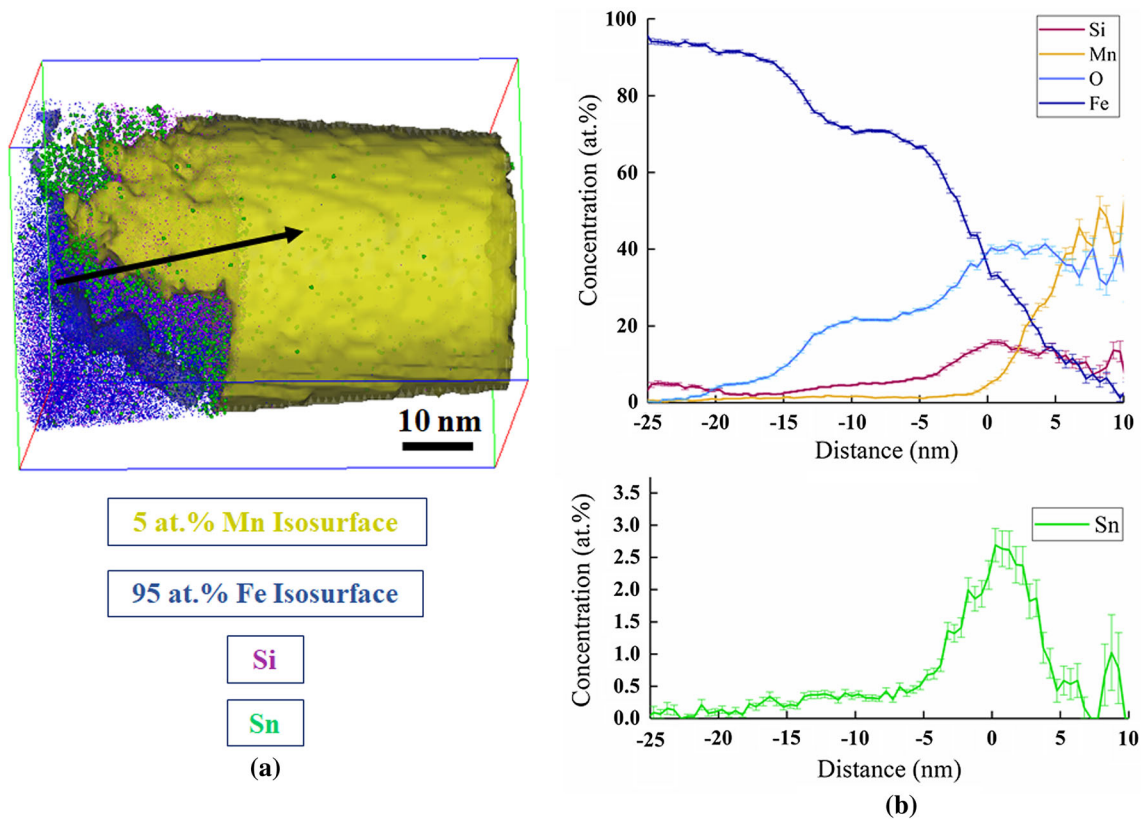 10 nm
5 at.% Mn Isosurface
95 at.% Fe Isosurface
Si
Sn
(a)
Concentration (at.%)
100
80
60
40
20
0
-25
-20
-15
-10
-5
0
5
10
Distance (nm)
Si
Mn
O
Fe
Concentration (at.%)
3.5
3.0
2.5
2.0
1.5
1.0
0.5
0.0
-25
-20
-15
-10
-5
0
5
10
Distance (nm)
Sn
(b)